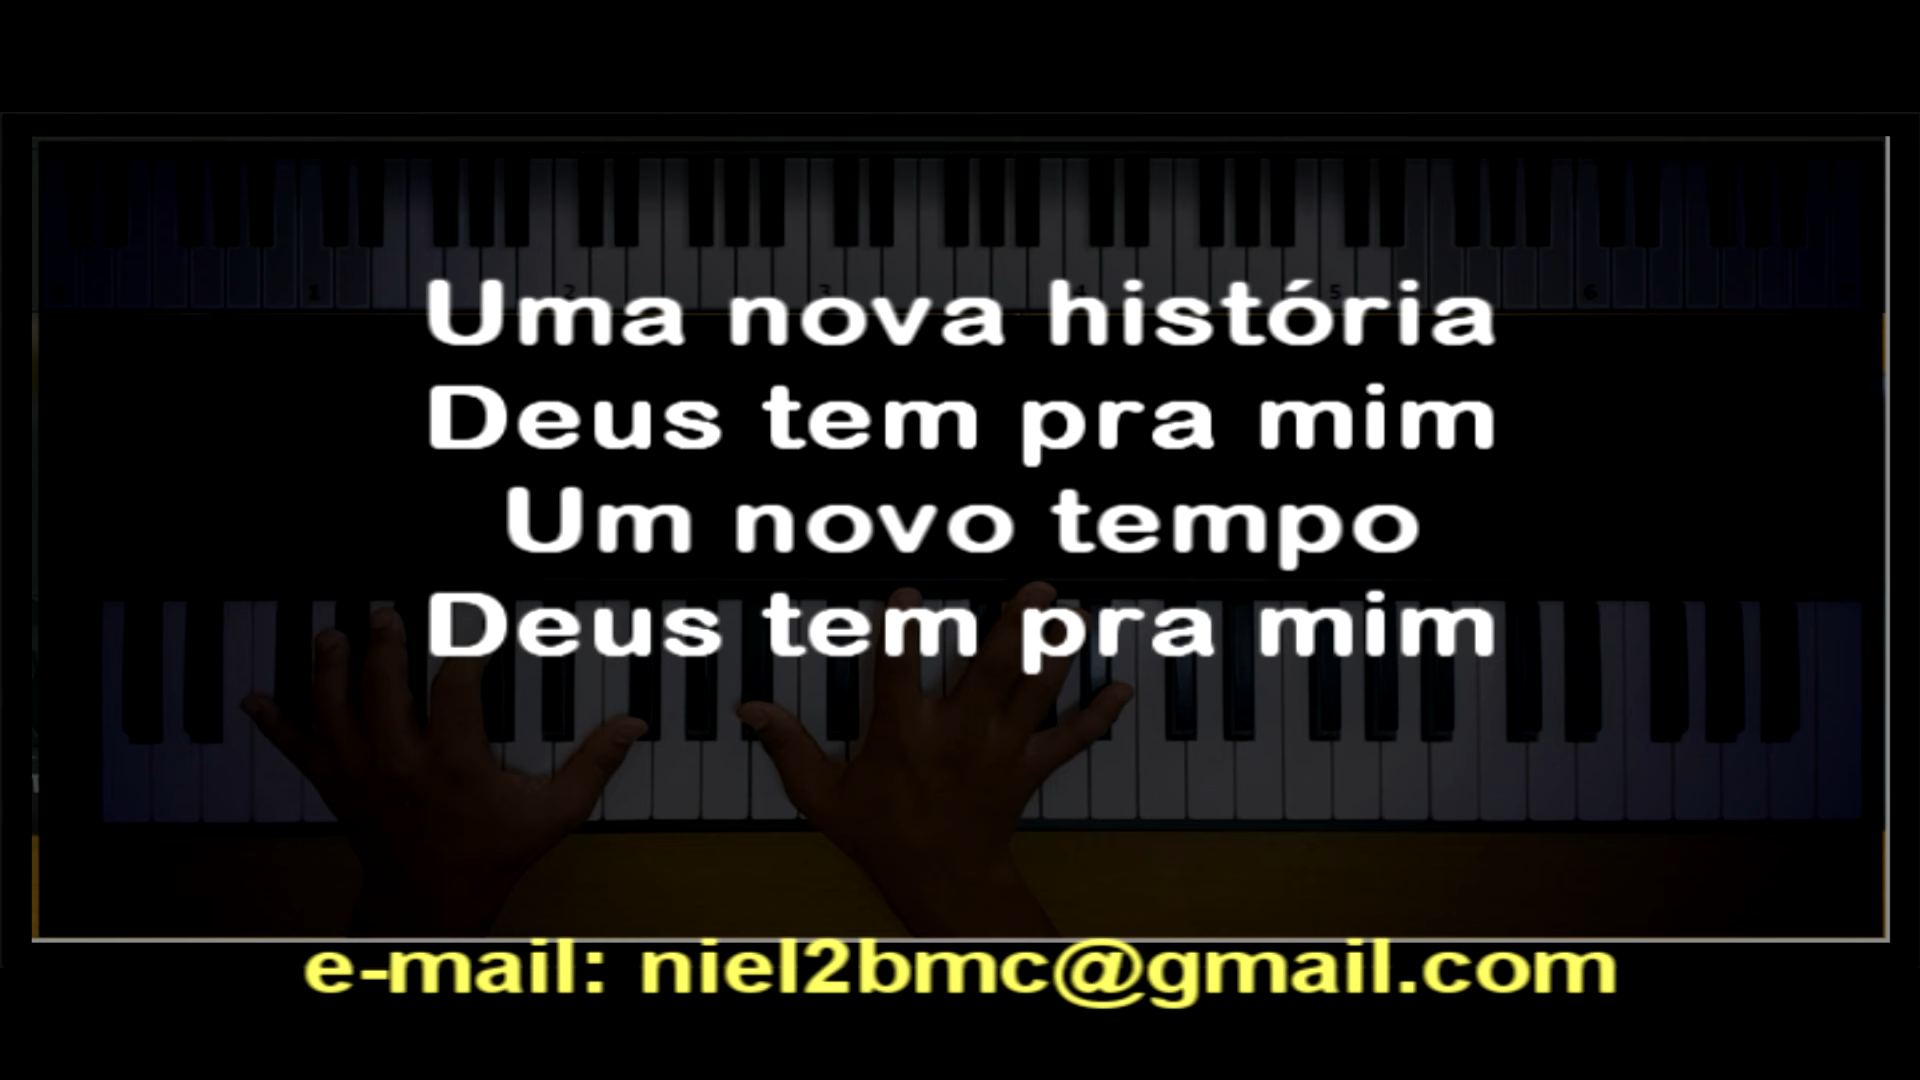 Uma nova história
Deus tem pra mim
Um novo tempo
Deus tem pra mim
e-mail: niel2bmc@gmail.com